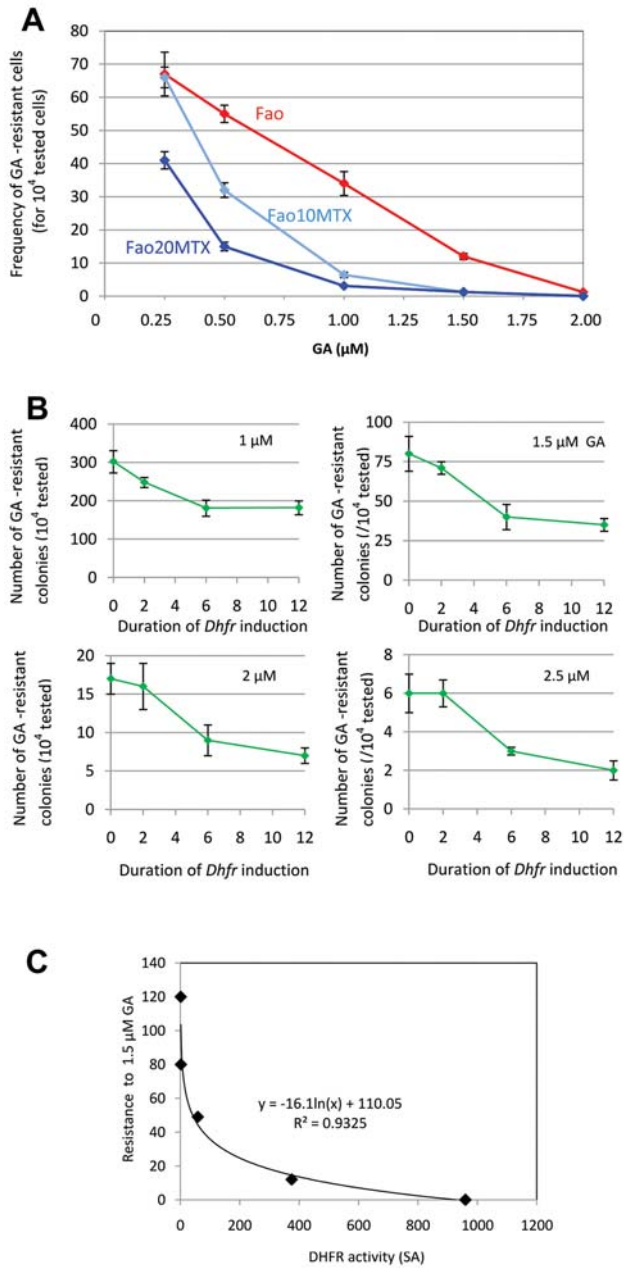 A
Frequency of GA -resistant cells
(for 10⁴ tested cells)
80
70
60
50
40
30
20
10
0
Fao
Fao10MTX
Fao20MTX
0 0.25 0.50 0.75 1.00 1.25 1.50 1.75 2.00
GA (µM)
B
Number of GA -resistant
colonies (10⁴ tested)
400
300
200
100
0
1 µM
0 2 4 6 8 10 12
Duration of Dhfr induction
Number of GA -resistant
colonies (/10⁴ tested)
100
75
50
25
0
1.5 µM GA
0 2 4 6 8 10 12
Duration of Dhfr induction
Number of GA -resistant
colonies (10⁴ tested)
20
15
10
5
0
2 µM
0 2 4 6 8 10 12
Duration of Dhfr induction
Number of GA -resistant
colonies (/10⁴ tested)
8
6
4
2
0
2.5 µM
0 2 4 6 8 10 12
Duration of Dhfr induction
C
Resistance to 1.5 µM GA
140
120
100
80
60
40
20
0
y = -16.1ln(x) + 110.05
R² = 0.9325
0 200 400 600 800 1000 1200
DHFR activity (SA)